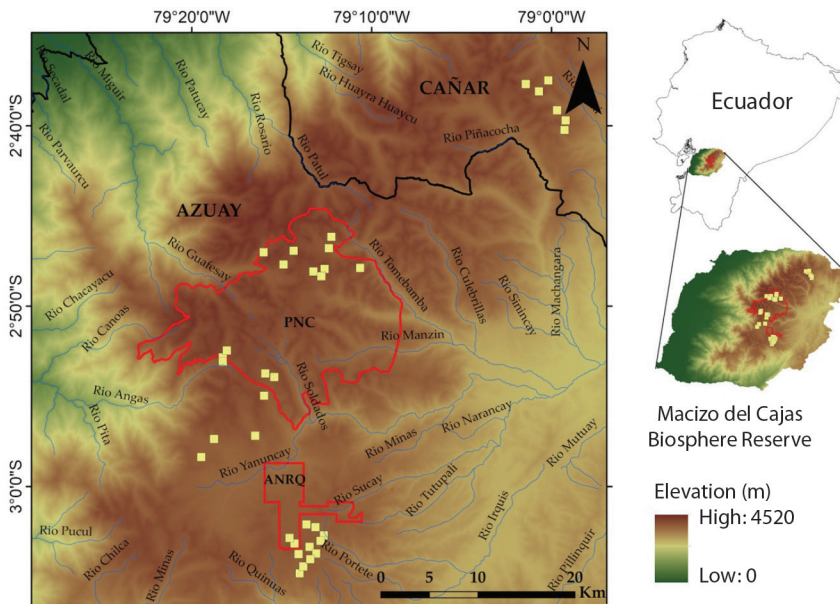 79°20'0"W 79°10'0"W 79°0'0"W
2°40'0"S
2°50'0"S
3°0'0"S
N
Rio Secadal
Rio Miguir
Rio Patucay
Rio Rosario
Rio Tigsay
Rio Huayra Huaycu
CAÑAR
Rio Piñacocha
Rio Patul
Rio Parvaurcu
AZUAY
Rio Guafesay
Rio Tomebamba
Rio Culebrillas
Rio Sinincay
Rio Machangara
Rio Chacayacu
Rio Canoas
PNC
Rio Manzin
Rio Angas
Rio Soldados
Rio Pita
Rio Narancay
Rio Minas
Rio Mutuay
Rio Yanuncay
ANRQ
Rio Sucay
Rio Tutupali
Rio Irquis
Rio Pucul
Rio Chilca
Rio Minas
Rio Quinuas
Rio Portete
Rio Pillinquir
0 5 10 20
Km
Ecuador
Macizo del Cajas
Biosphere Reserve
Elevation (m)
High: 4520
Low: 0